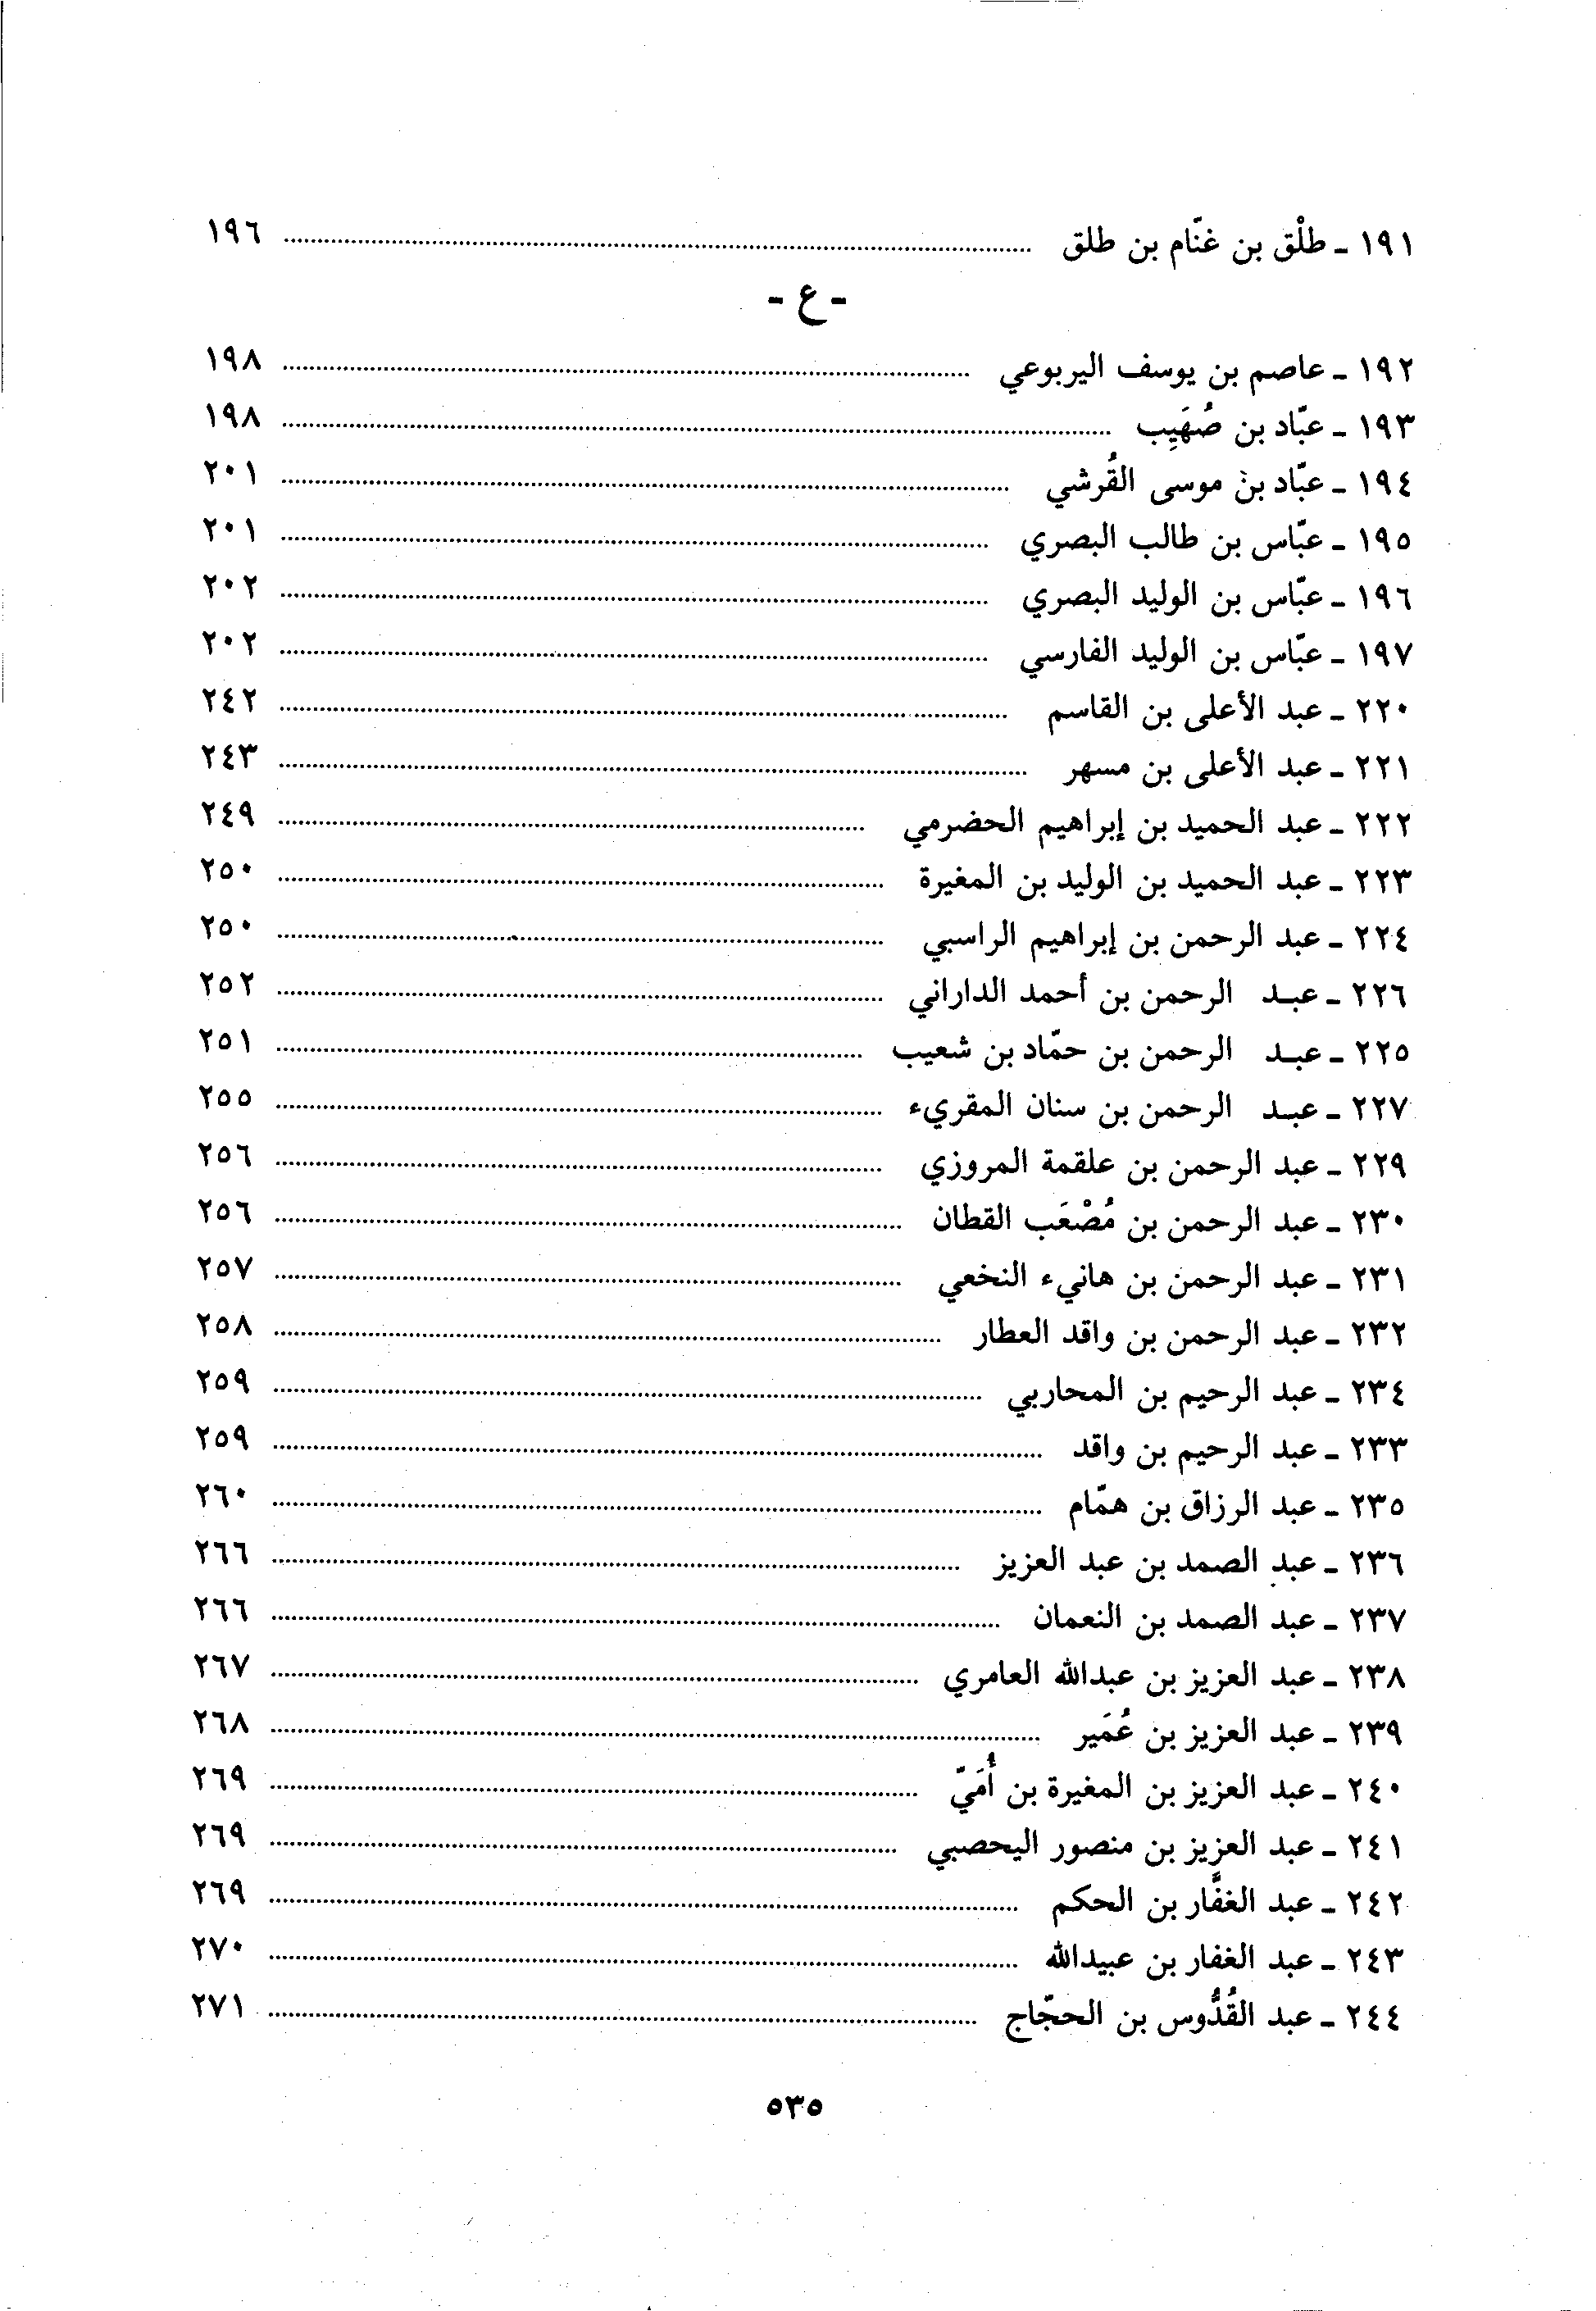 ١٩١ ـ طلْق بن غنّام بن طلق ........ ١٩٦
- ع -
١٩٢ ـ عاصم بن يوسف اليربوعي ........ ١٩٨
١٩٣ ـ عبّاد بن صُهَيِب ........ ١٩٨
١٩٤ ـ عبّاد بن موسى القُرشي ........ ٢٠١
١٩٥ ـ عبّاس بن طالب البصري ........ ٢٠١
١٩٦ ـ عبّاس بن الوليد البصري ........ ٢٠٢
١٩٧ ـ عبّاس بن الوليد الفارسي ........ ٢٠٢
٢٢٠ ـ عبد الأعلى بن القاسم ........ ٢٤٢
٢٢١ ـ عبد الأعلى بن مسهر ........ ٢٤٣
٢٢٢ ـ عبد الحميد بن إبراهيم الحضرمي ........ ٢٤٩
٢٢٣ ـ عبد الحميد بن الوليد بن المغيرة ........ ٢٥٠
٢٢٤ ـ عبد الرحمن بن إبراهيم الراسبي ........ ٢٥٠
٢٢٦ ـ عبـد الرحمن بن أحمد الداراني ........ ٢٥٢
٢٢٥ ـ عبـد الرحمن بن حمّاد بن شعيب ........ ٢٥١
٢٢٧ ـ عبـد الرحمن بن سنان المقريء ........ ٢٥٥
٢٢٩ ـ عبد الرحمن بن علقمة المروزي ........ ٢٥٦
٢٣٠ ـ عبد الرحمن بن مُصْعَب القطان ........ ٢٥٦
٢٣١ ـ عبد الرحمن بن هانيء النخعي ........ ٢٥٧
٢٣٢ ـ عبد الرحمن بن واقد العطار ........ ٢٥٨
٢٣٤ ـ عبد الرحيم بن المحاربي ........ ٢٥٩
٢٣٣ ـ عبد الرحيم بن واقد ........ ٢٥٩
٢٣٥ ـ عبد الرزاق بن همّام ........ ٢٦٠
٢٣٦ ـ عبد الصمد بن عبد العزيز ........ ٢٦٦
٢٣٧ ـ عبد الصمد بن النعمان ........ ٢٦٦
٢٣٨ ـ عبد العزيز بن عبدالله العامري ........ ٢٦٧
٢٣٩ ـ عبد العزيز بن عُمَير ........ ٢٦٨
٢٤٠ ـ عبد العزيز بن المغيرة بن أُمَيّ ........ ٢٦٩
٢٤١ ـ عبد العزيز بن منصور اليحصبي ........ ٢٦٩
٢٤٢ ـ عبد الغفَّار بن الحكم ........ ٢٦٩
٢٤٣ ـ عبد الغفار بن عبيدالله ........ ٢٧٠
٢٤٤ ـ عبد القُدُّوس بن الحجّاج ........ ٢٧١
٥٣٥